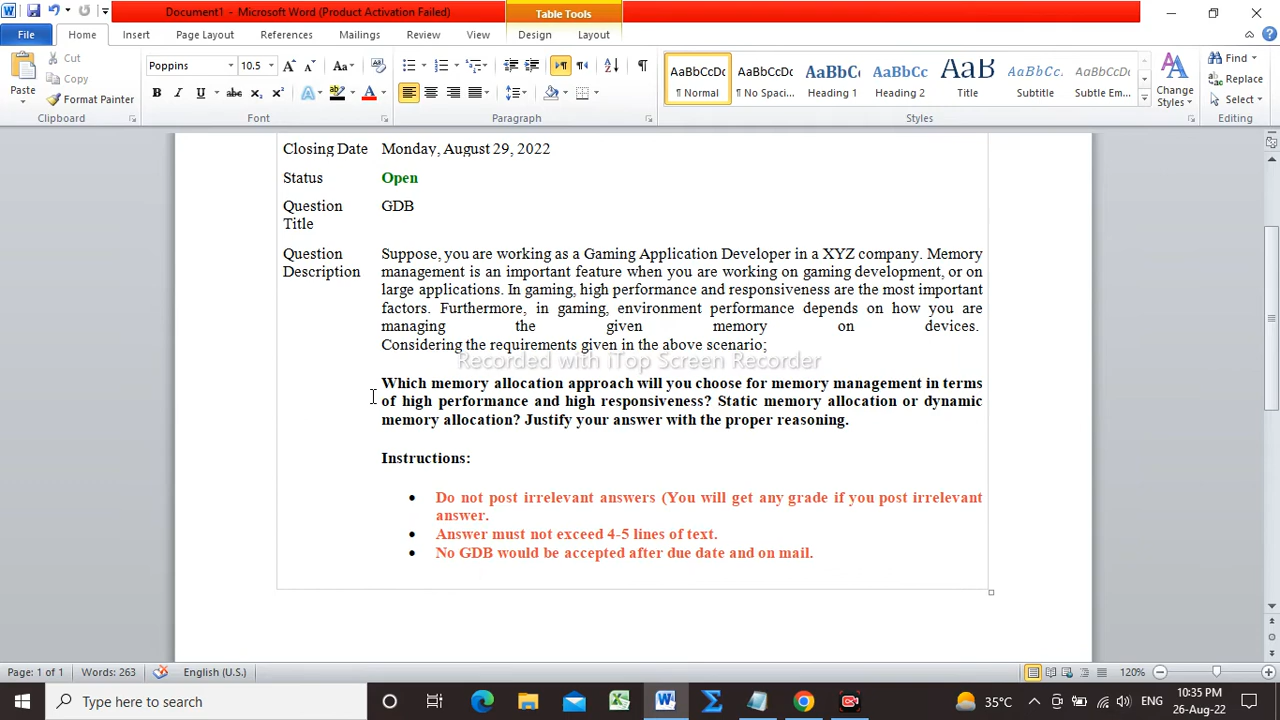 Document1 - Microsoft Word (Product Activation Failed)
Table Tools
File Home Insert Page Layout References Mailings Review View Design Layout
Paste
Cut
Copy
Format Painter
Clipboard
Poppins 10.5
Font
Paragraph
AaBbCcDc AaBbCcDc AaBbCc AaBbCc AaB AaBbCc. AaBbCcDc
¶ Normal ¶ No Spaci... Heading 1 Heading 2 Title Subtitle Subtle Em...
Styles
Change
Styles
Find
Replace
Select
Editing
Closing Date Monday, August 29, 2022
Status Open
Question
Title
GDB
Question
Description
Suppose, you are working as a Gaming Application Developer in a XYZ company. Memory
management is an important feature when you are working on gaming development, or on
large applications. In gaming, high performance and responsiveness are the most important
factors. Furthermore, in gaming, environment performance depends on how you are
managing the given memory on devices.
Considering the requirements given in the above scenario;
Recorded with iTop Screen Recorder
Which memory allocation approach will you choose for memory management in terms
of high performance and high responsiveness? Static memory allocation or dynamic
memory allocation? Justify your answer with the proper reasoning.
Instructions:
• Do not post irrelevant answers (You will get any grade if you post irrelevant
answer.
• Answer must not exceed 4-5 lines of text.
• No GDB would be accepted after due date and on mail.
Page: 1 of 1 Words: 263 English (U.S.) 120%
Type here to search
35°C ENG
10:35 PM
26-Aug-22